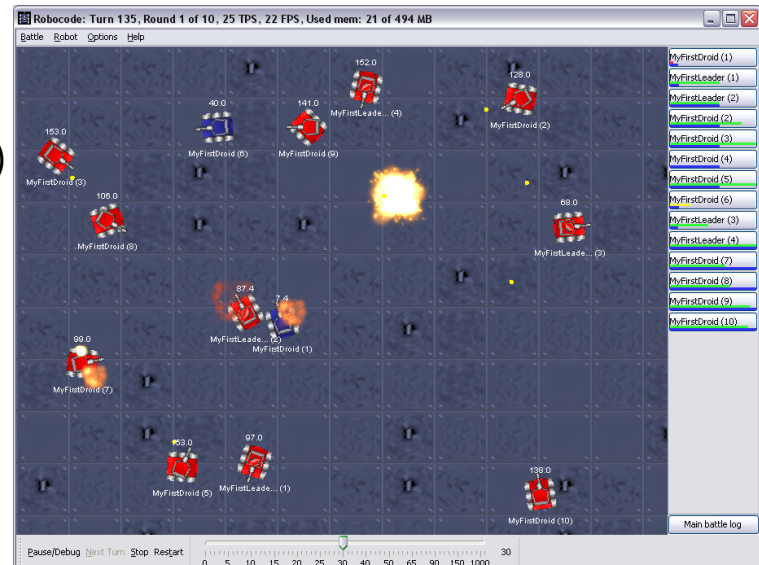 Robocode: Turn 135, Round 1 of 10, 25 TPS, 22 FPS, Used mem: 21 of 494 MB
Battle Robot Options Help
152.0
MyFirstLeade... (4)
128.0
MyFirstDroid (2)
40.0
MyFirstDroid (6)
141.0
MyFirstDroid (9)
153.0
MyFirstDroid (3)
106.0
MyFirstDroid (8)
68.0
MyFirstLeade... (3)
87.4
MyFirstLeade... (2)
7.4
MyFirstDroid (1)
99.0
MyFirstDroid (7)
153.0
MyFirstDroid (5)
97.0
MyFirstLeade... (1)
138.0
MyFirstDroid (10)
MyFirstDroid (1)
MyFirstLeader (1)
MyFirstLeader (2)
MyFirstDroid (2)
MyFirstDroid (3)
MyFirstDroid (4)
MyFirstDroid (5)
MyFirstDroid (6)
MyFirstLeader (3)
MyFirstLeader (4)
MyFirstDroid (7)
MyFirstDroid (8)
MyFirstDroid (9)
MyFirstDroid (10)
Main battle log
Pause/Debug Next Turn Stop Restart 30
0 5 10 15 20 25 30 40 50 65 90 150 1000
)